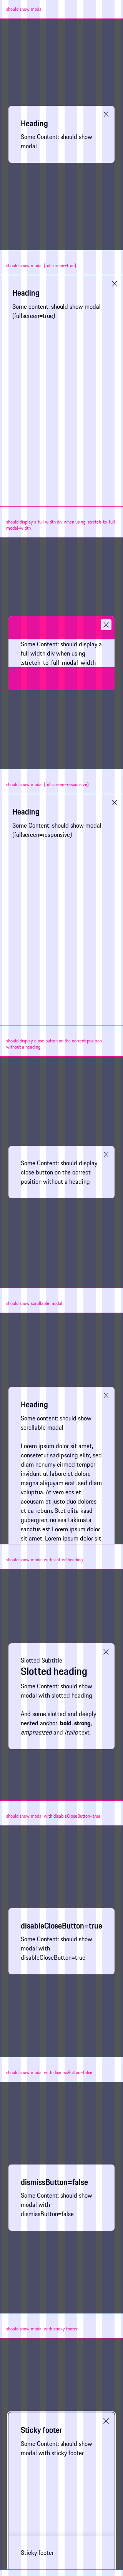 should show modal
Heading
Some Content: should show
modal
should show modal (fullscreen=true)
Heading
Some content: should show modal
(fullscreen=true)
should display a full width div when using, stretch-to-full-
modal-width
Some Content: should display a
full width div when using
.stretch-to-full-modal-width
should show modal (fullscreen=responsive)
Heading
Some Content: should show modal
(fullscreen=responsive)
should display close button on the correct position
without a heading
Some Content: should display
close button on the correct
position without a heading
should show scrollable modal
Heading
Some content: should show
scrollable modal
Lorem ipsum dolor sit amet,
consetetur sadipscing elitr, sed
diam nonumy eirmod tempor
invidunt ut labore et dolore
magna aliquyam erat, sed diam
voluptua. At vero eos et
accusam et justo duo dolores
et ea rebum. Stet clita kasd
gubergren, no sea takimata
sanctus est Lorem ipsum dolor
sit amet. Lorem ipsum dolor sit
should show modal with slotted heading
Slotted Subtitle
Slotted heading
Some Content: should show
modal with slotted heading
And some slotted and deeply
nested anchor, bold, strong,
emphasized and italic text.
should show modal with disableCloseButton=true
disableCloseButton=true
Some Content: should show
modal with
disableCloseButton=true
should show modal with dismissButton=false
dismissButton=false
Some Content: should show
modal with
dismissButton=false
should show modal with sticky footer
Sticky footer
Some Content: should show
modal with sticky footer
Sticky footer